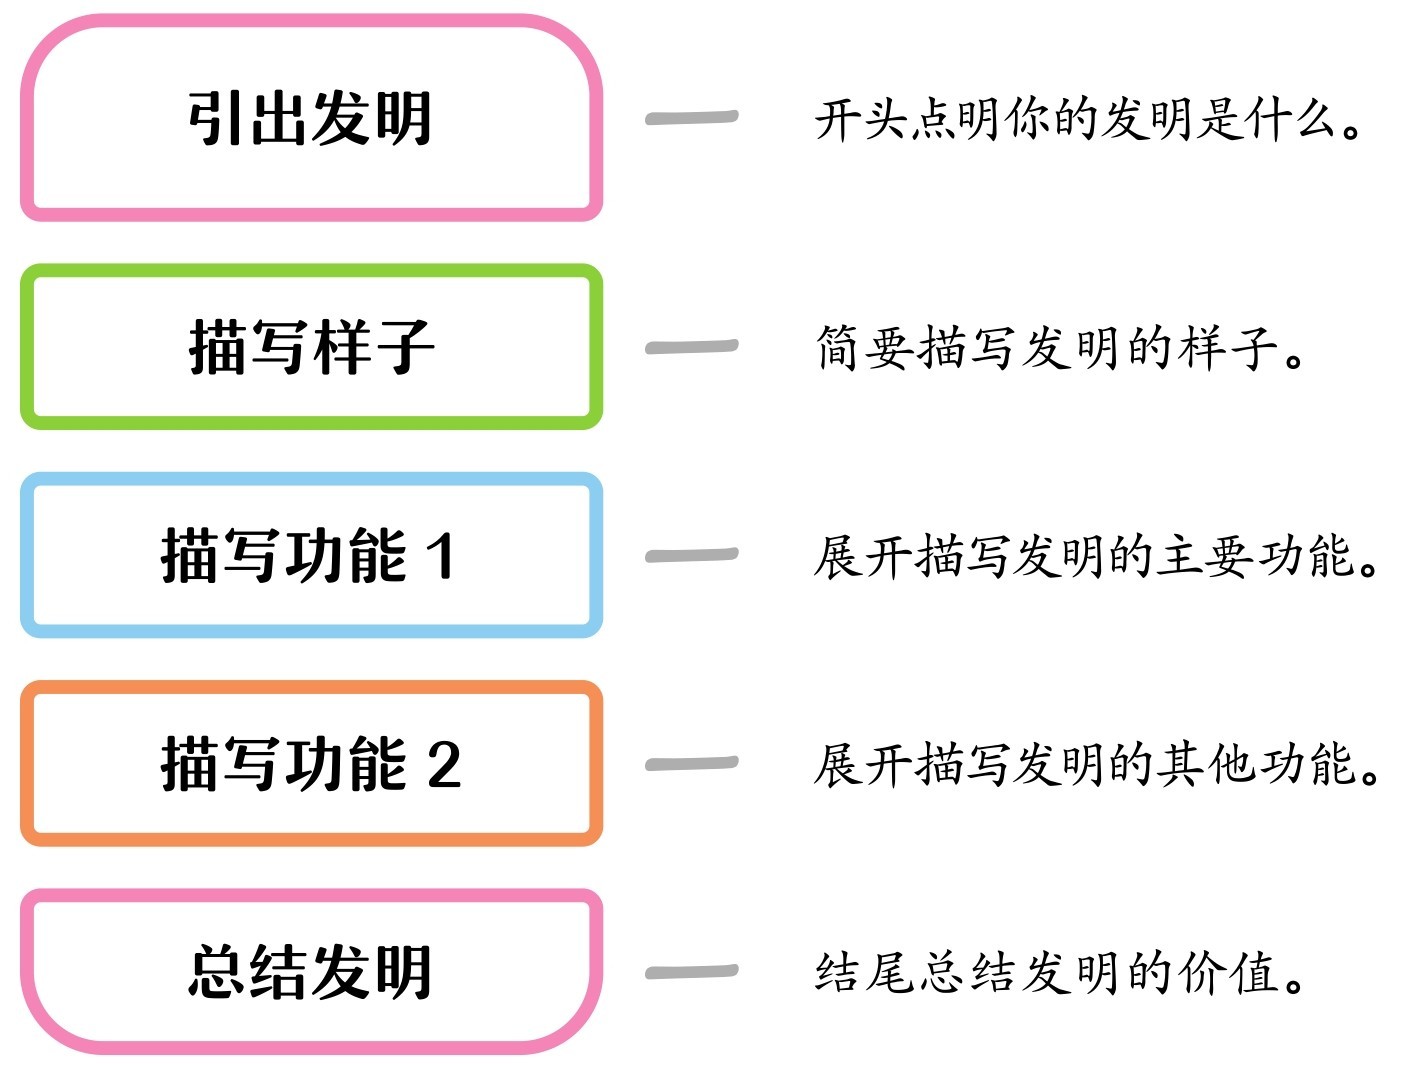 引出发明 — 开头点明你的发明是什么。
描写样子 — 简要描写发明的样子。
描写功能 1 — 展开描写发明的主要功能。
描写功能 2 — 展开描写发明的其他功能。
总结发明 — 结尾总结发明的价值。